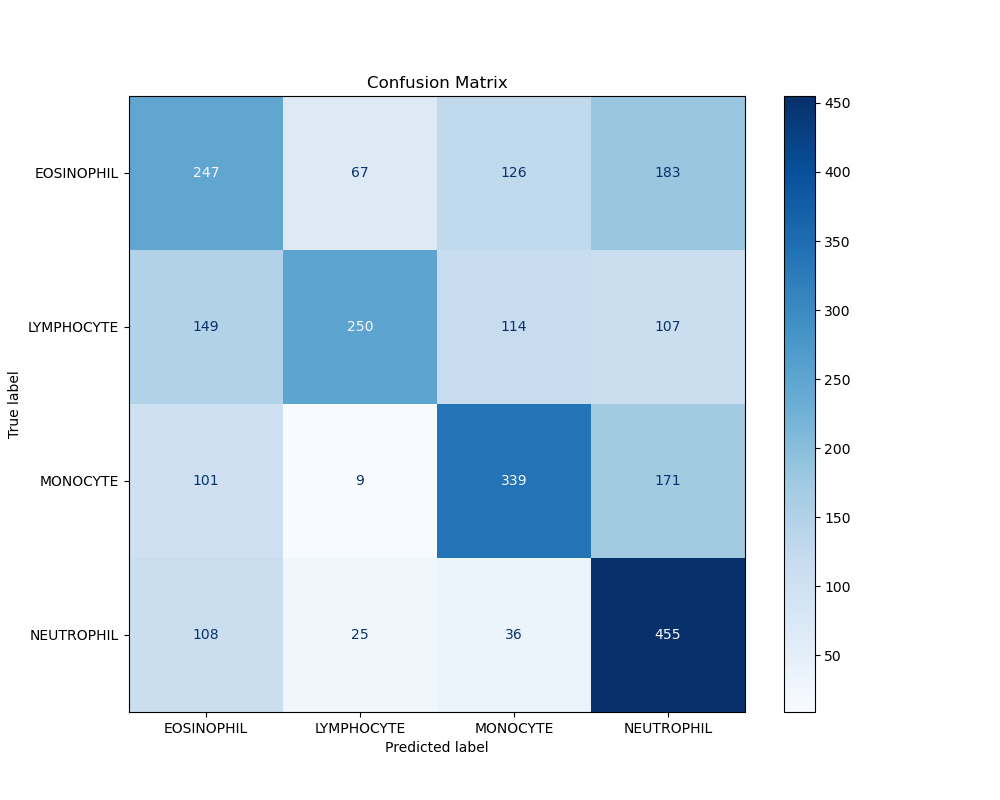 Confusion Matrix
EOSINOPHIL 247 67 126 183
LYMPHOCYTE 149 250 114 107
MONOCYTE 101 9 339 171
NEUTROPHIL 108 25 36 455
EOSINOPHIL LYMPHOCYTE MONOCYTE NEUTROPHIL
Predicted label
True label
450
400
350
300
250
200
150
100
50